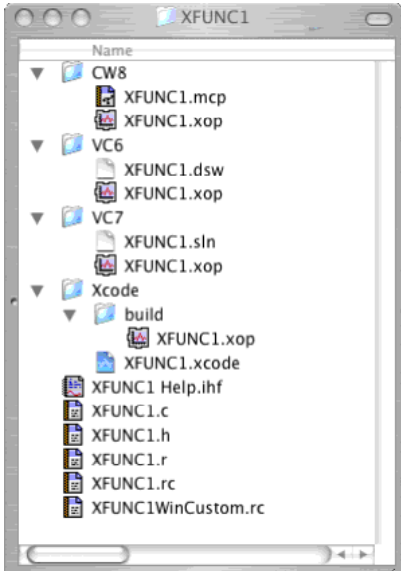 XFUNC1
Name
CW8
XFUNC1.mcp
XFUNC1.xop
VC6
XFUNC1.dsw
XFUNC1.xop
VC7
XFUNC1.sln
XFUNC1.xop
Xcode
build
XFUNC1.xop
XFUNC1.xcode
XFUNC1 Help.ihf
XFUNC1.c
XFUNC1.h
XFUNC1.r
XFUNC1.rc
XFUNC1WinCustom.rc